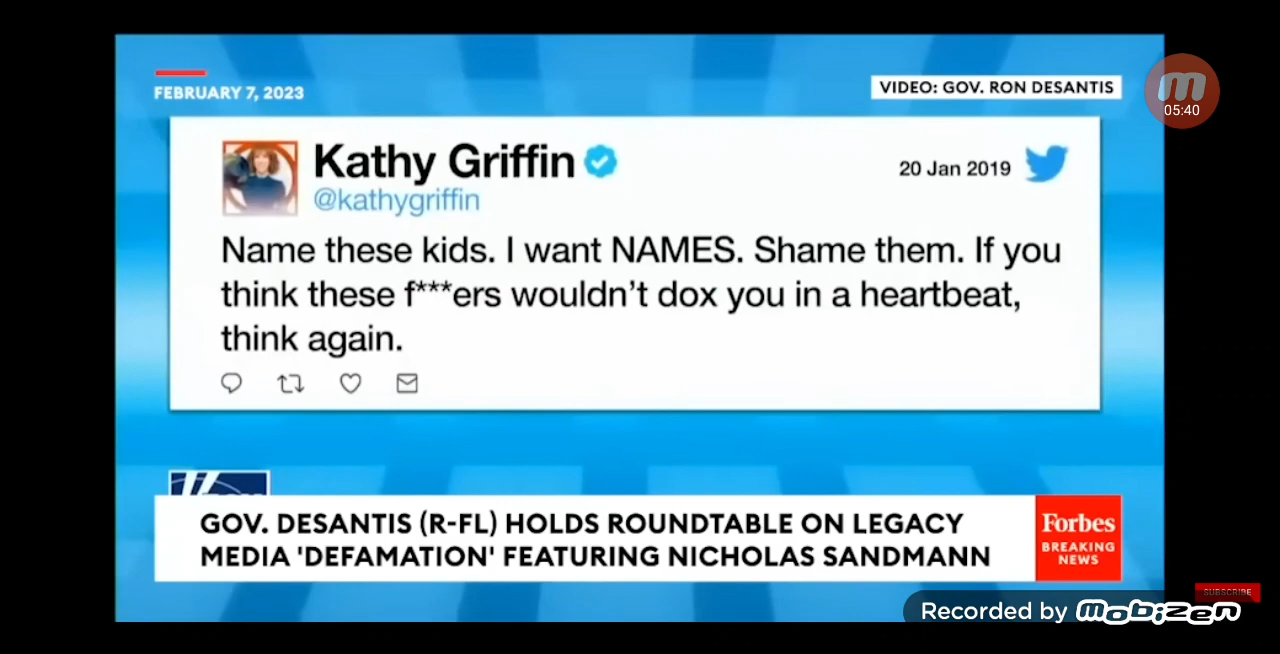 FEBRUARY 7, 2023
VIDEO: GOV. RON DESANTIS
05:40
Kathy Griffin
@kathygriffin
20 Jan 2019
Name these kids. I want NAMES. Shame them. If you
think these f***ers wouldn't dox you in a heartbeat,
think again.
GOV. DESANTIS (R-FL) HOLDS ROUNDTABLE ON LEGACY
MEDIA 'DEFAMATION' FEATURING NICHOLAS SANDMANN
Forbes
BREAKING
NEWS
SUBSCRIBE
Recorded by mobizen